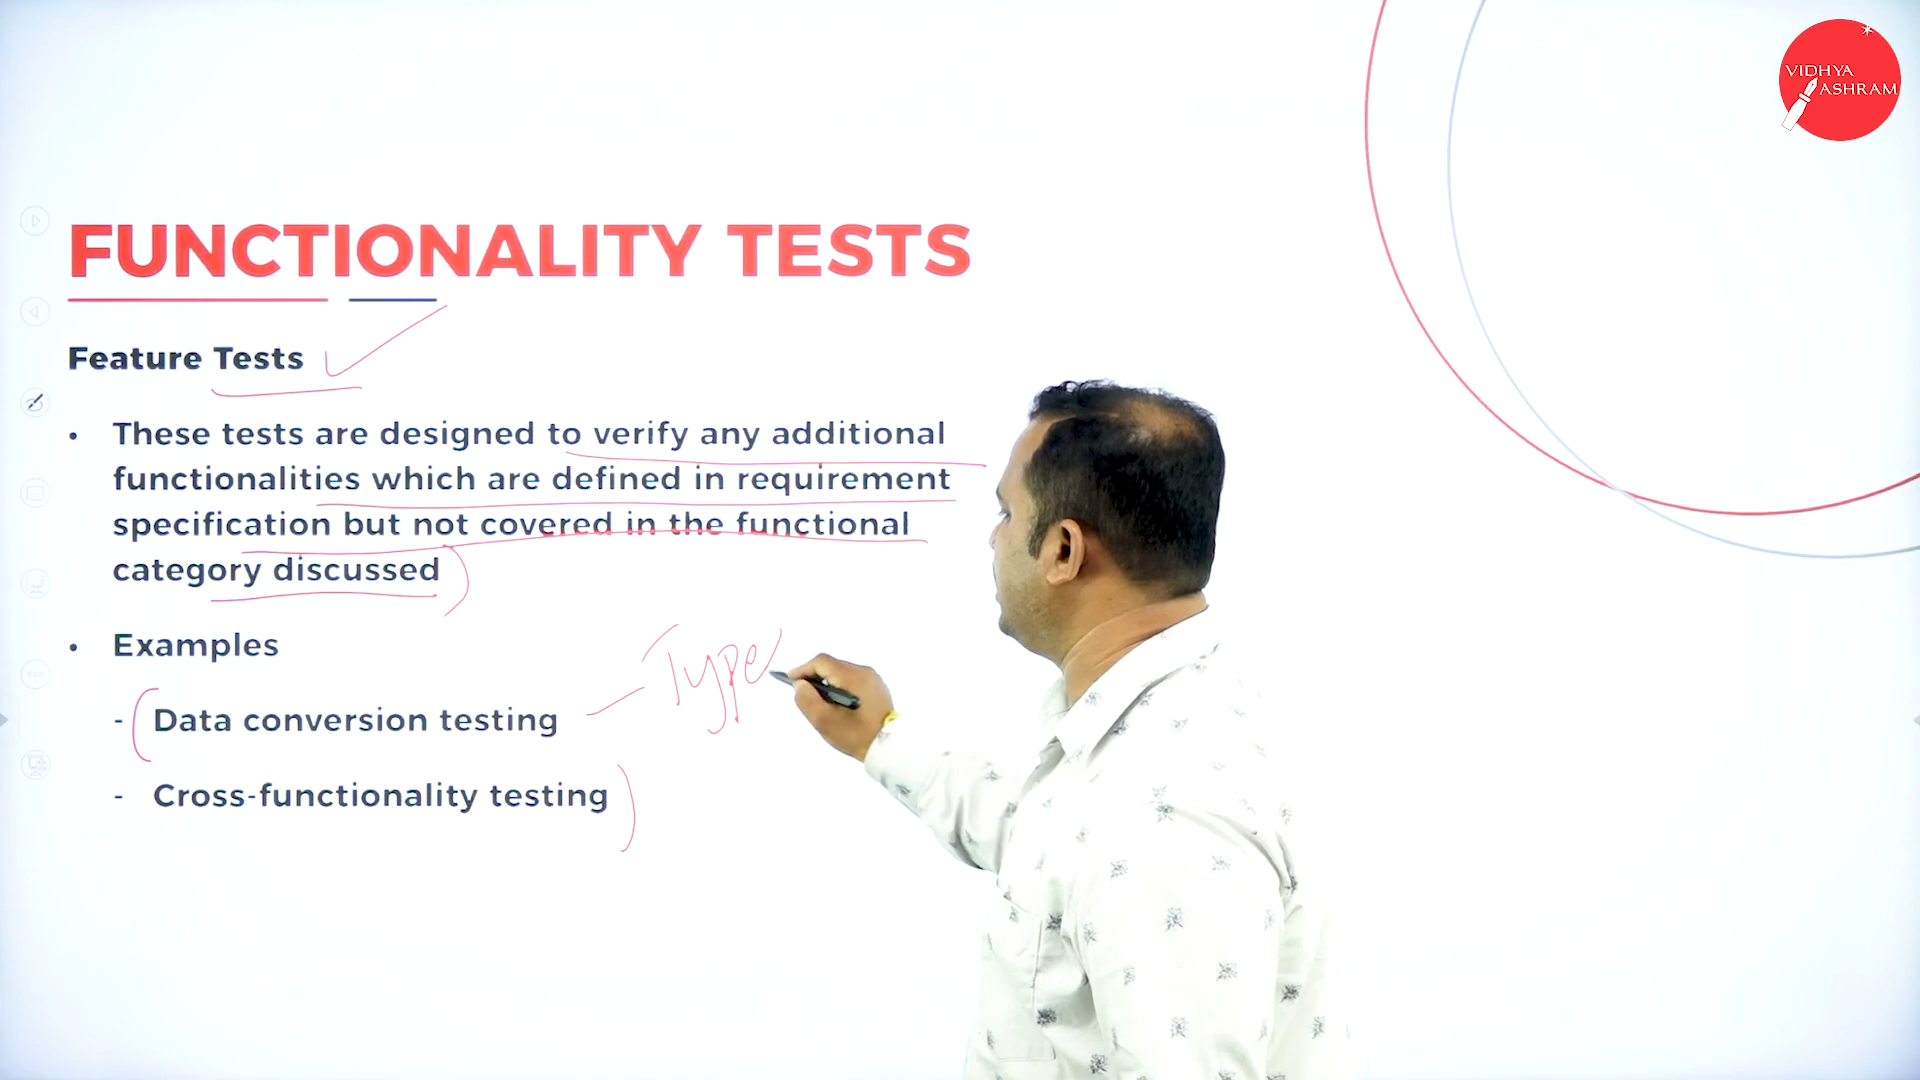 VIDHYA
ASHRAM
FUNCTIONALITY TESTS
Feature Tests
• These tests are designed to verify any additional
functionalities which are defined in requirement
specification but not covered in the functional
category discussed
• Examples
- Data conversion testing
Type
- Cross-functionality testing